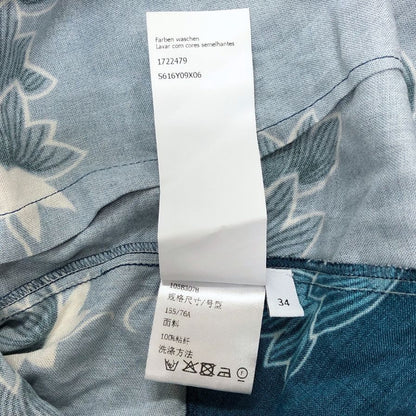 Farben waschen
Lavar com cores semelhantes
1722479
S616Y09X06
规格尺寸/号型
155/76A
面料
100%粘纤
洗涤方法
34